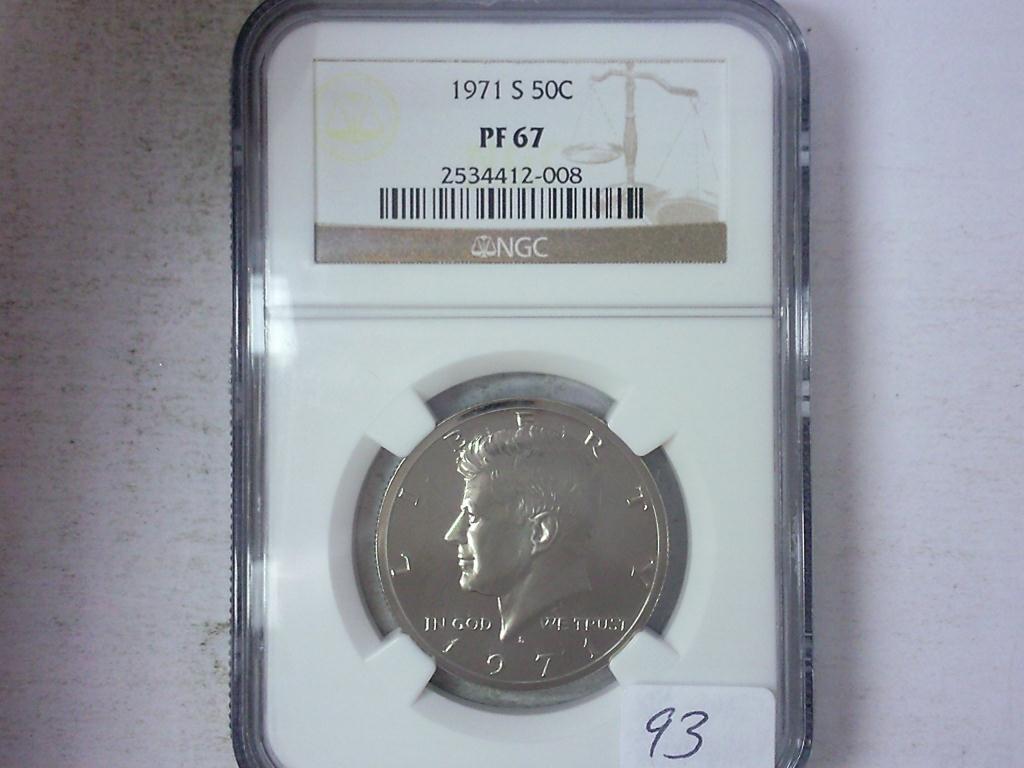 1971 S 50C
PF 67
2534412-008
NGC
LIBERTY
IN GOD WE TRUST
S
1971
93